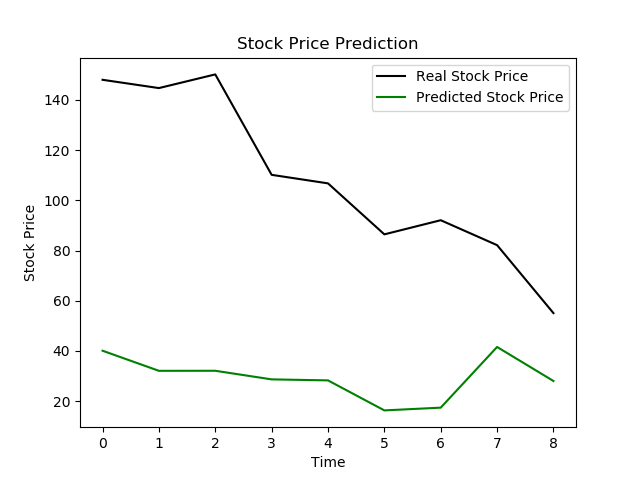 Stock Price Prediction
Real Stock Price
Predicted Stock Price
Stock Price
140
120
100
80
60
40
20
0 1 2 3 4 5 6 7 8
Time